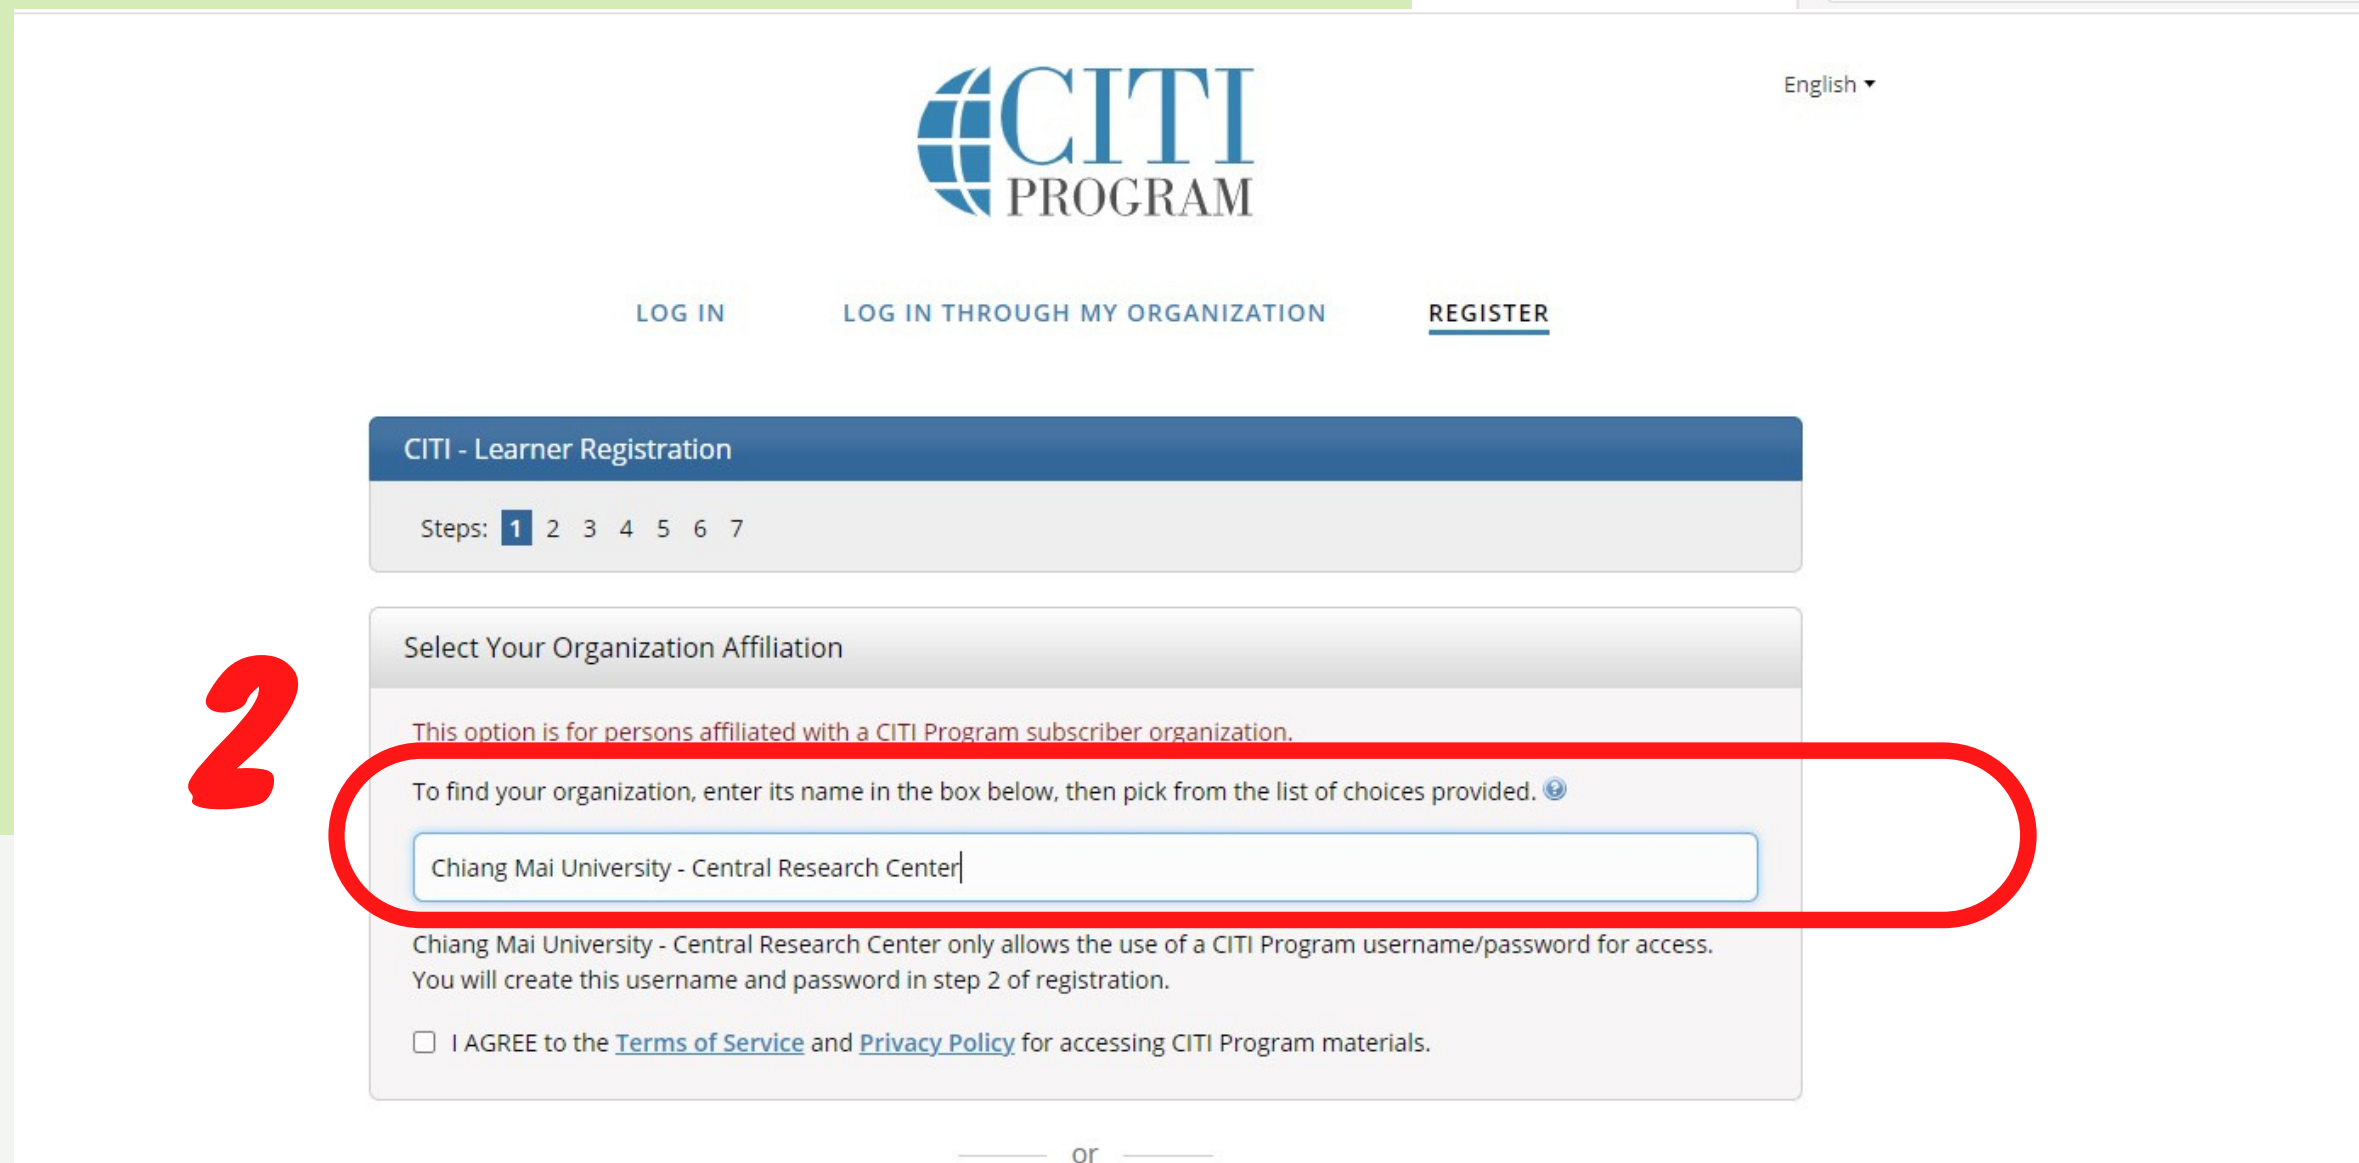 CITI
PROGRAM
English
LOG IN LOG IN THROUGH MY ORGANIZATION REGISTER
CITI - Learner Registration
Steps: 1 2 3 4 5 6 7
Select Your Organization Affiliation
2
This option is for persons affiliated with a CITI Program subscriber organization.
To find your organization, enter its name in the box below, then pick from the list of choices provided.
Chiang Mai University - Central Research Center
Chiang Mai University - Central Research Center only allows the use of a CITI Program username/password for access.
You will create this username and password in step 2 of registration.
I AGREE to the Terms of Service and Privacy Policy for accessing CITI Program materials.
or